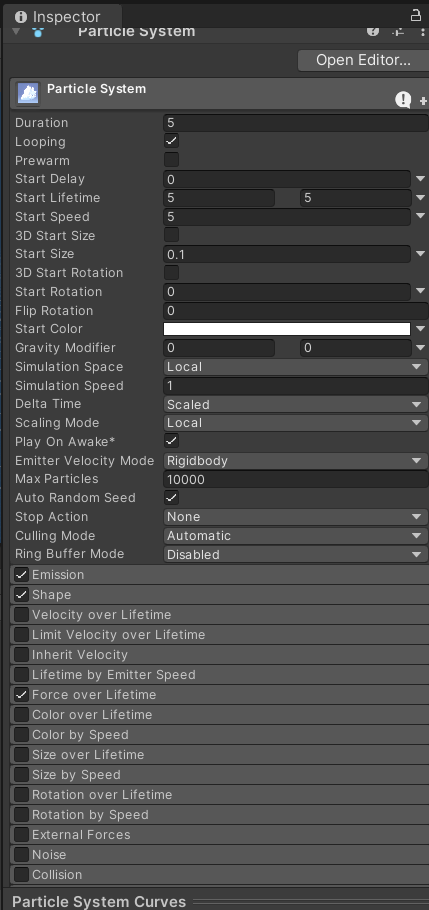 Inspector
Particle System
Open Editor...
Particle System
Duration 5
Looping
Prewarm
Start Delay 0
Start Lifetime 5 5
Start Speed 5
3D Start Size
Start Size 0.1
3D Start Rotation
Start Rotation 0
Flip Rotation 0
Start Color
Gravity Modifier 0 0
Simulation Space Local
Simulation Speed 1
Delta Time Scaled
Scaling Mode Local
Play On Awake*
Emitter Velocity Mode Rigidbody
Max Particles 10000
Auto Random Seed
Stop Action None
Culling Mode Automatic
Ring Buffer Mode Disabled
Emission
Shape
Velocity over Lifetime
Limit Velocity over Lifetime
Inherit Velocity
Lifetime by Emitter Speed
Force over Lifetime
Color over Lifetime
Color by Speed
Size over Lifetime
Size by Speed
Rotation over Lifetime
Rotation by Speed
External Forces
Noise
Collision
Particle System Curves